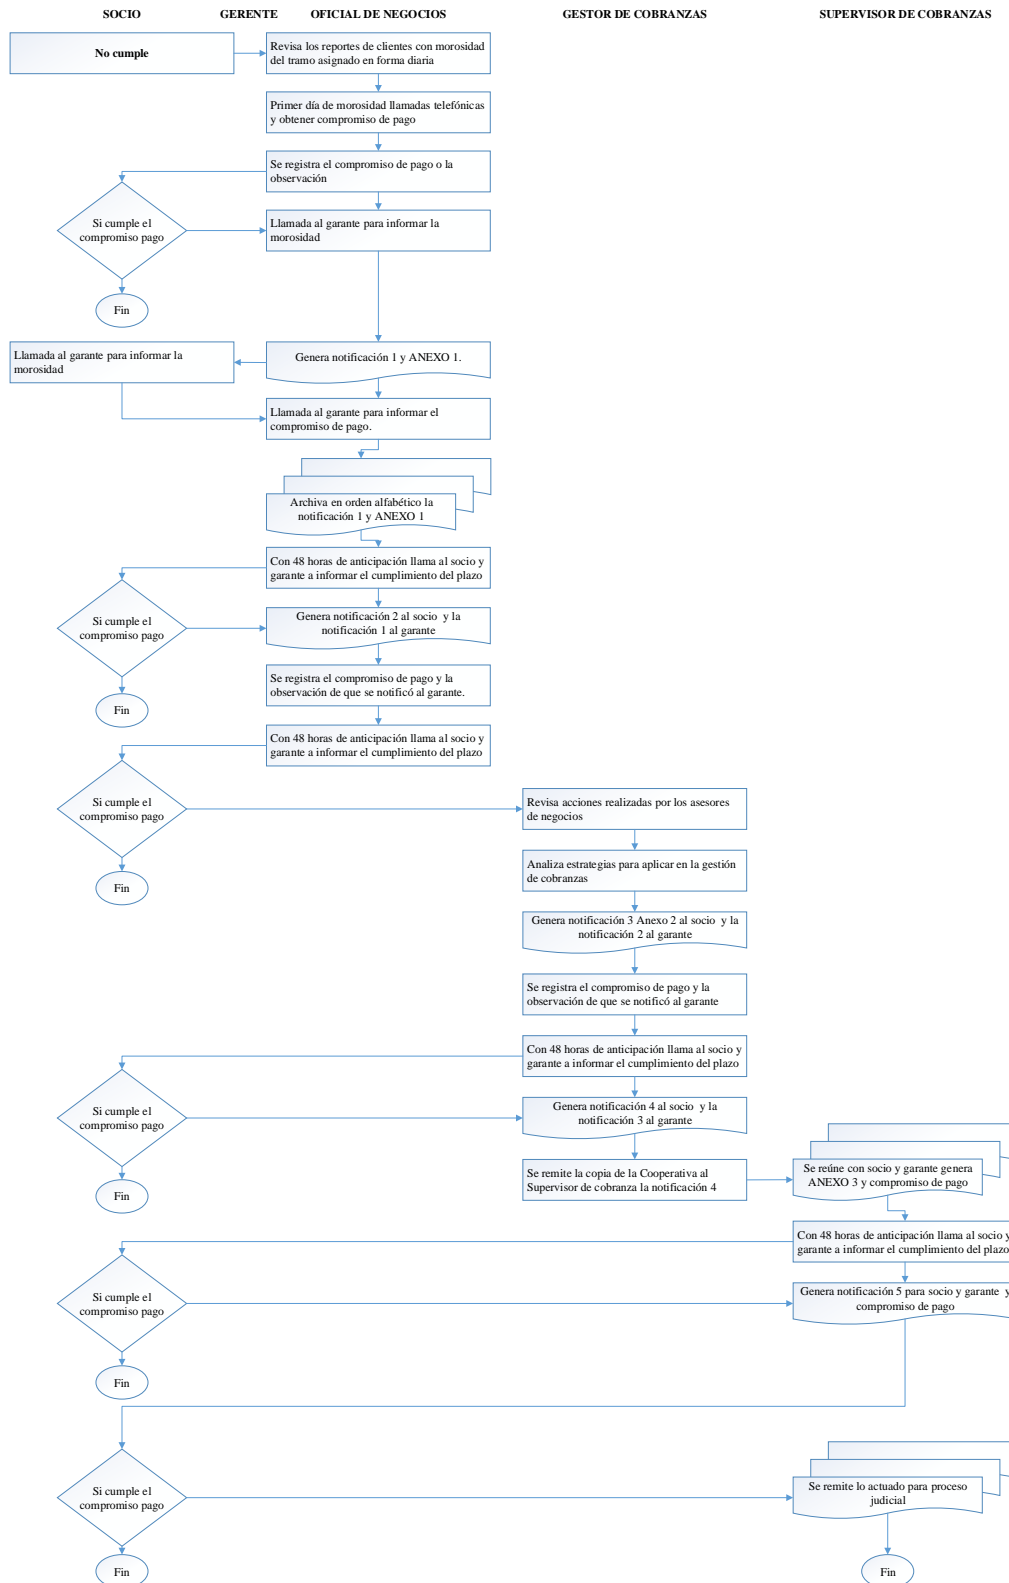 SOCIO GERENTE OFICIAL DE NEGOCIOS GESTOR DE COBRANZAS SUPERVISOR DE COBRANZAS
No cumple
Revisa los reportes de clientes con morosidad
del tramo asignado en forma diaria
Primer día de morosidad llamadas telefónicas
y obtener compromiso de pago
Se registra el compromiso de pago o la
observación
Si cumple el
compromiso pago
Llamada al garante para informar la
morosidad
Fin
Llamada al garante para informar la
morosidad
Genera notificación 1 y ANEXO 1.
Llamada al garante para informar el
compromiso de pago.
Archiva en orden alfabético la
notificación 1 y ANEXO 1
Con 48 horas de anticipación llama al socio y
garante a informar el cumplimiento del plazo
Si cumple el
compromiso pago
Genera notificación 2 al socio y la
notificación 1 al garante
Se registra el compromiso de pago y la
observación de que se notificó al garante.
Fin
Con 48 horas de anticipación llama al socio y
garante a informar el cumplimiento del plazo
Si cumple el
compromiso pago
Revisa acciones realizadas por los asesores
de negocios
Fin
Analiza estrategias para aplicar en la gestión
de cobranzas
Genera notificación 3 Anexo 2 al socio y la
notificación 2 al garante
Se registra el compromiso de pago y la
observación de que se notificó al garante
Con 48 horas de anticipación llama al socio y
garante a informar el cumplimiento del plazo
Si cumple el
compromiso pago
Genera notificación 4 al socio y la
notificación 3 al garante
Fin
Se remite la copia de la Cooperativa al
Supervisor de cobranza la notificación 4
Se reúne con socio y garante genera
ANEXO 3 y compromiso de pago
Con 48 horas de anticipación llama al socio y
garante a informar el cumplimiento del plazo
Si cumple el
compromiso pago
Genera notificación 5 para socio y garante y
compromiso de pago
Fin
Si cumple el
compromiso pago
Se remite lo actuado para proceso
judicial
Fin
Fin